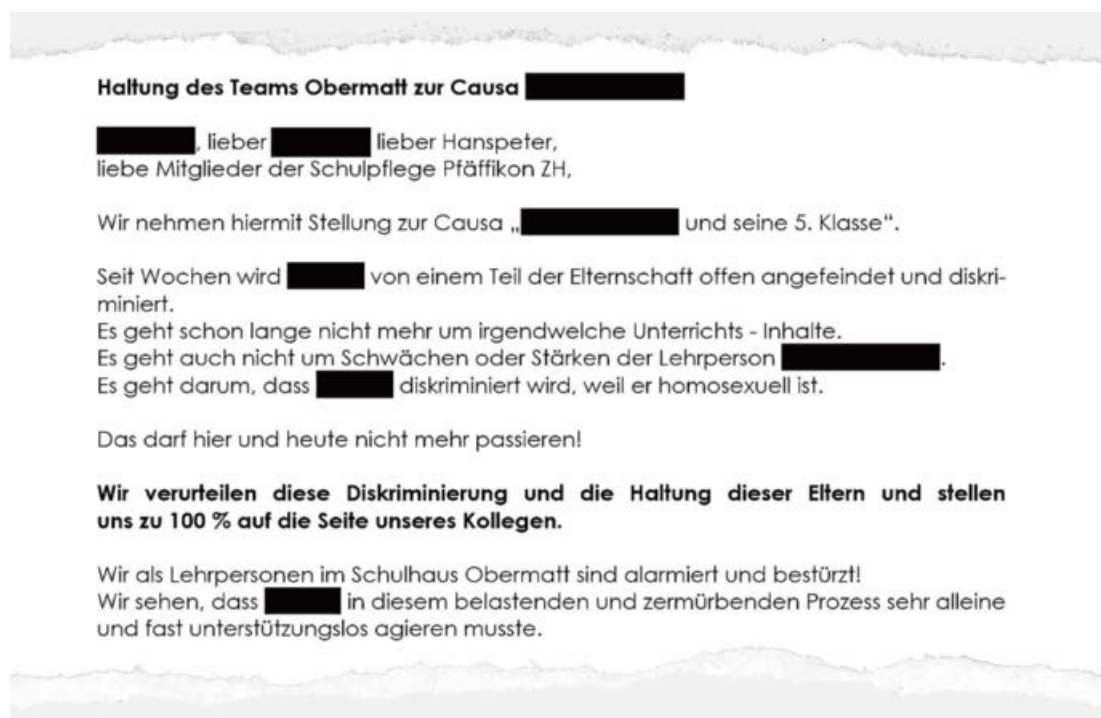 Haltung des Teams Obermatt zur Causa
, lieber lieber Hanspeter,
liebe Mitglieder der Schulpflege Pfäffikon ZH,
Wir nehmen hiermit Stellung zur Causa „ und seine 5. Klasse“.
Seit Wochen wird von einem Teil der Elternschaft offen angefeindet und diskri-
miniert.
Es geht schon lange nicht mehr um irgendwelche Unterrichts - Inhalte.
Es geht auch nicht um Schwächen oder Stärken der Lehrperson .
Es geht darum, dass diskriminiert wird, weil er homosexuell ist.
Das darf hier und heute nicht mehr passieren!
Wir verurteilen diese Diskriminierung und die Haltung dieser Eltern und stellen
uns zu 100 % auf die Seite unseres Kollegen.
Wir als Lehrpersonen im Schulhaus Obermatt sind alarmiert und bestürzt!
Wir sehen, dass in diesem belastenden und zermürbenden Prozess sehr alleine
und fast unterstützungslos agieren musste.